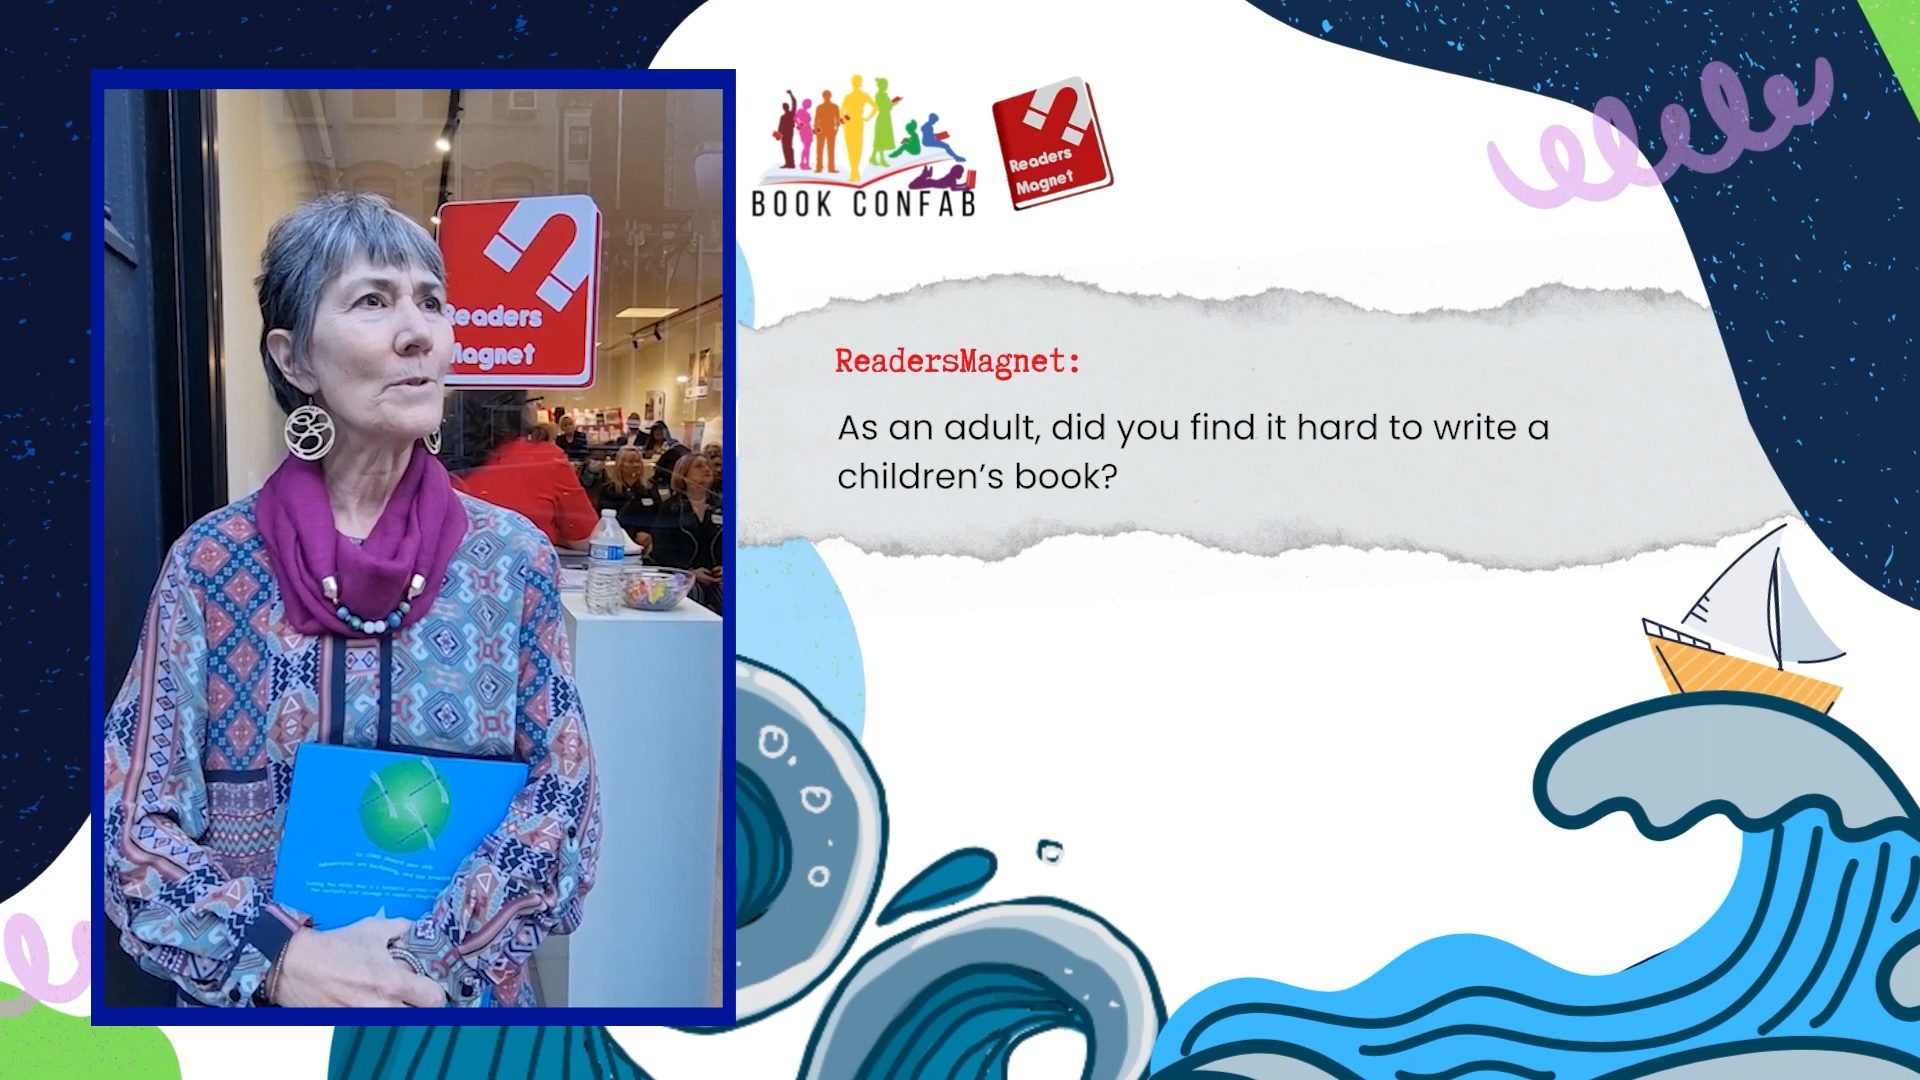 BOOK CONFAB
Readers
Magnet
Readers
Magnet
ReadersMagnet:
As an adult, did you find it hard to write a
children's book?